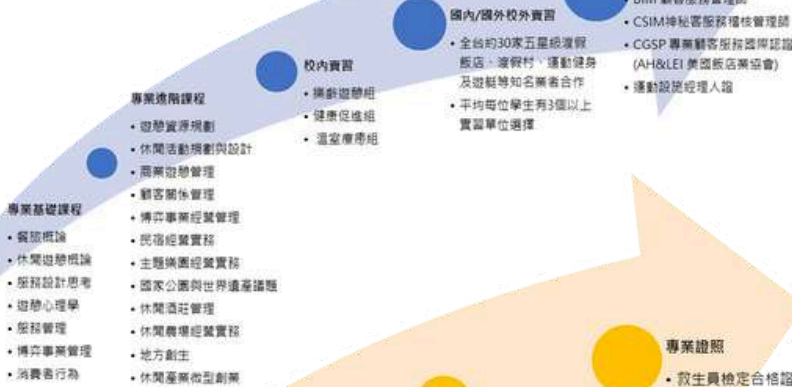 專業基礎課程
• 餐旅概論
• 休閒遊憩概論
• 服務設計思考
• 遊憩心理學
• 服務管理
• 博弈事業管理
• 消費者行為
專業進階課程
• 遊憩資源規劃
• 休閒活動規劃與設計
• 商業遊憩管理
• 顧客關係管理
• 博弈事業經營管理
• 民宿經營實務
• 主題樂園經營實務
• 國家公園與世界遺產議題
• 休閒酒莊管理
• 休閒農場經營實務
• 地方創生
• 休閒產業微型創業
校內實習
• 樂齡遊憩組
• 健康促進組
• 溫室療癒組
國內/國外校外實習
• 全台約30家五星級渡假
飯店、渡假村、運動健身
及遊艇等知名業者合作
• 平均每位學生有3個以上
實習單位選擇
• CSIM神秘客服務稽核管理師
• CGSP 專業顧客服務國際認證
(AH&LEI 美國飯店業協會)
• 運動設施經理人證
專業證照
• 救生員檢定合格證